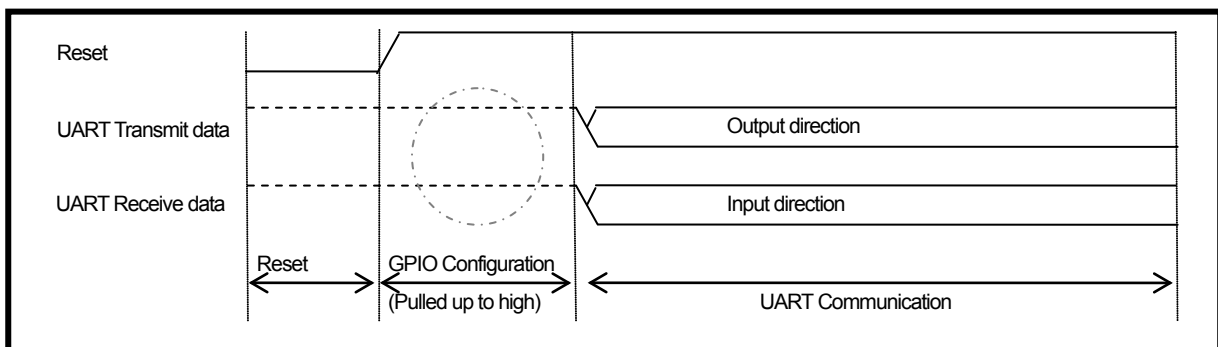 Reset
UART Transmit data
Output direction
UART Receive data
Input direction
Reset
GPIO Configuration
(Pulled up to high)
UART Communication